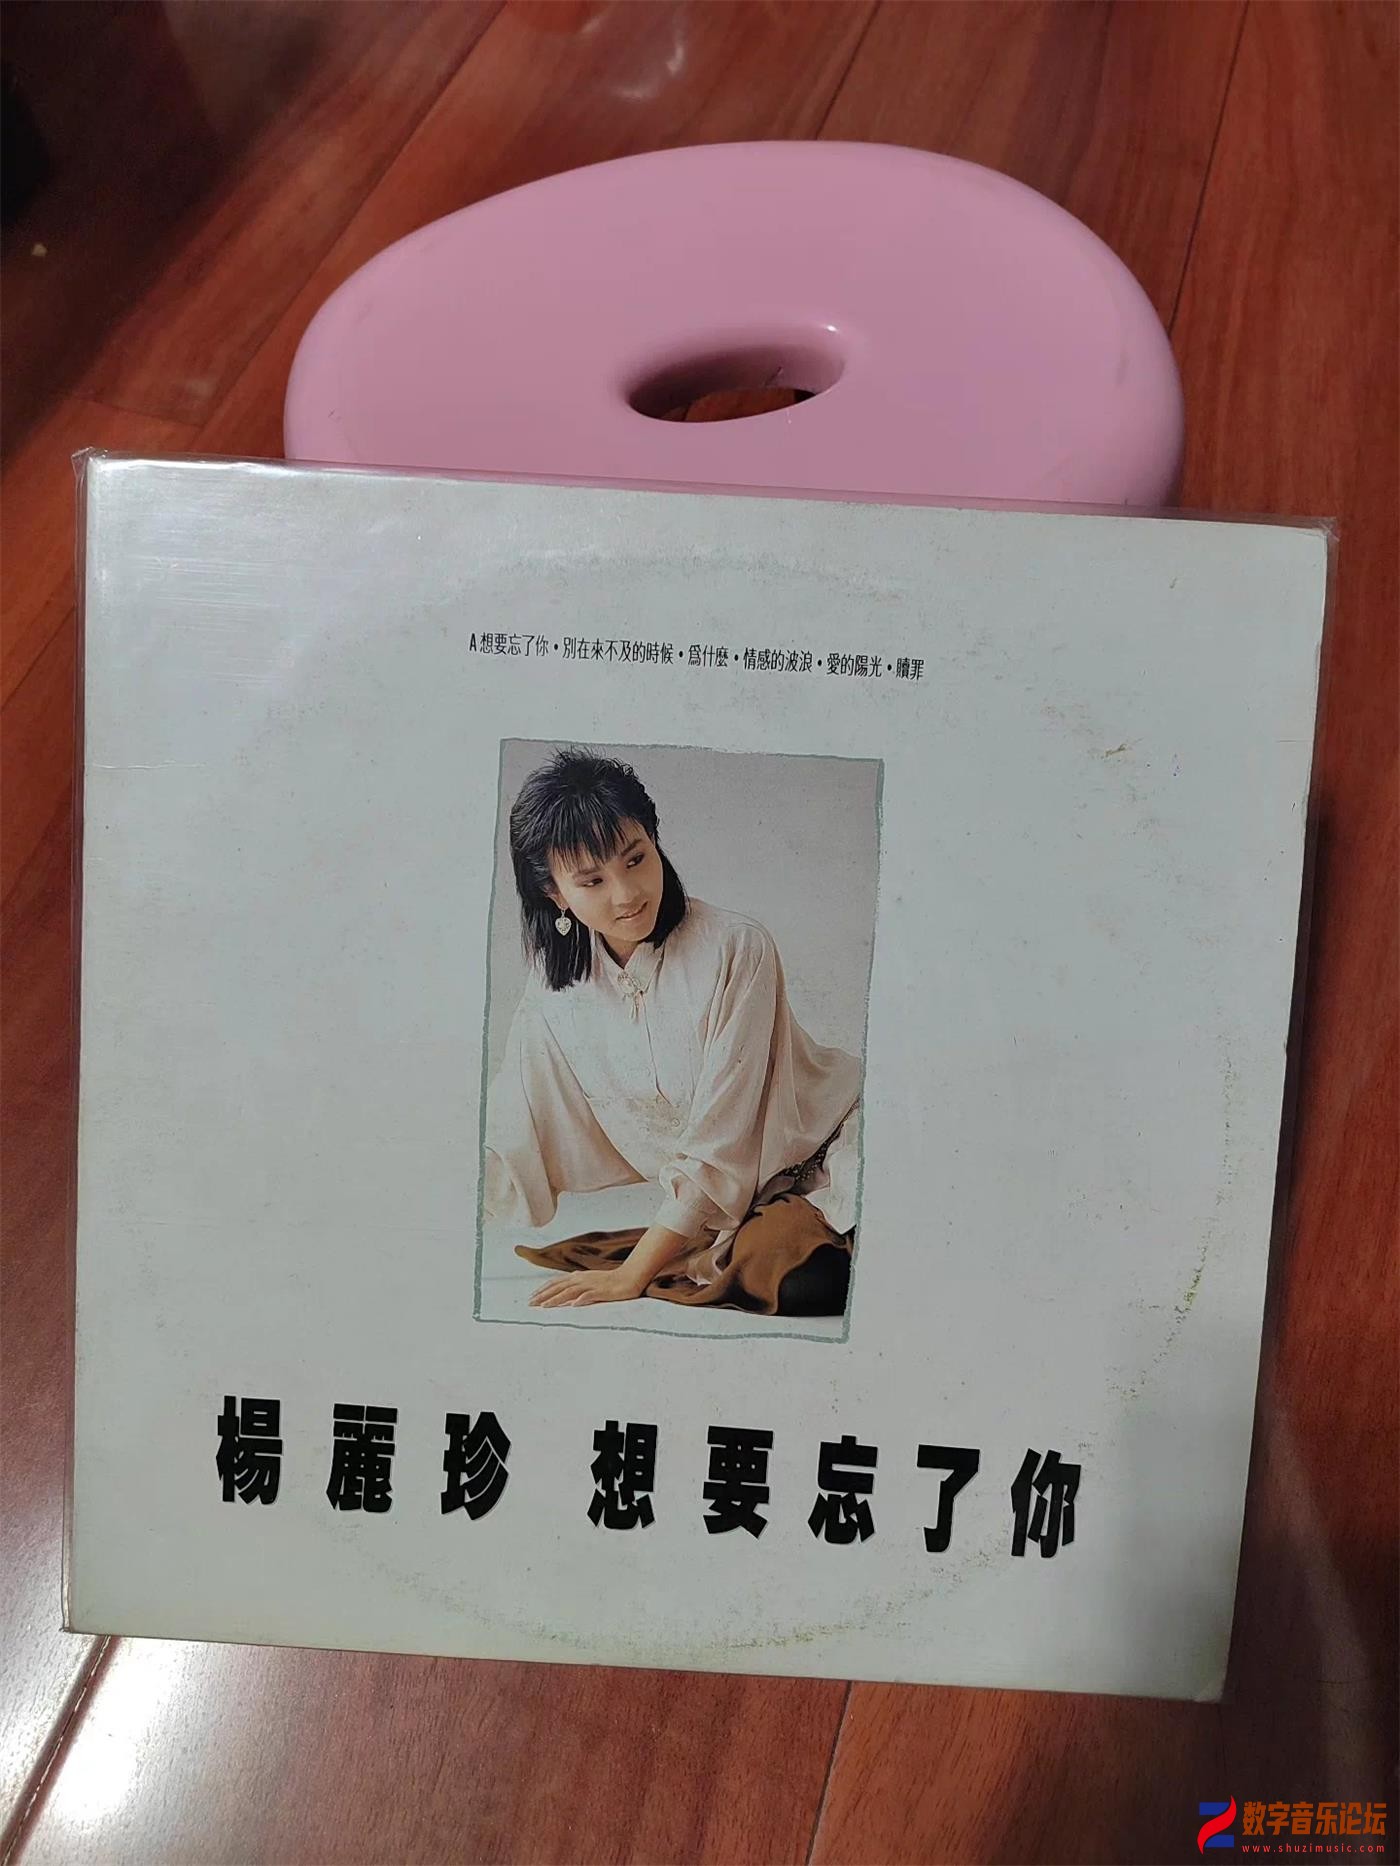 A想要忘了你•別在來不及的時候•爲什麼•情感的波浪•愛的陽光•贖罪
楊麗珍 想要忘了你
数字音乐论坛
www.shuzimusic.com